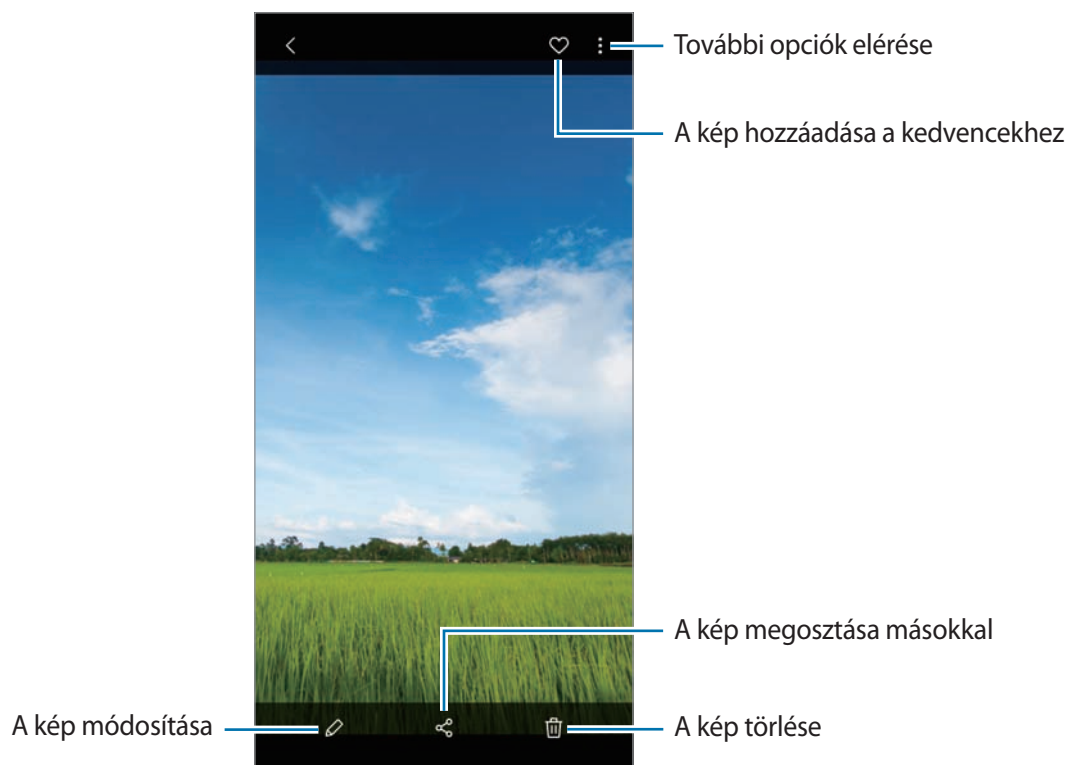 További opciók elérése
A kép hozzáadása a kedvencekhez
A kép megosztása másokkal
A kép módosítása
A kép törlése